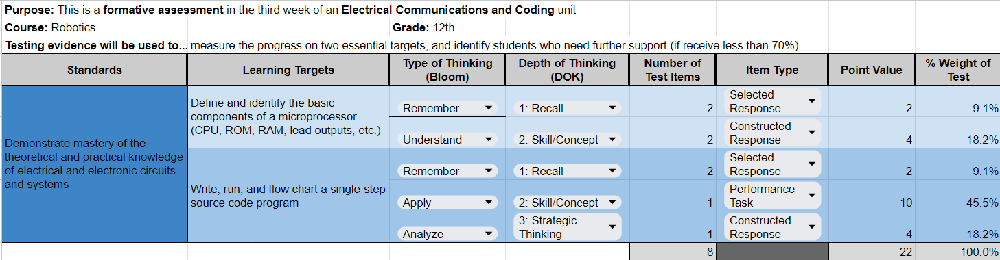 Purpose: This is a formative assessment in the third week of an Electrical Communications and Coding unit
Course: Robotics Grade: 12th
Testing evidence will be used to... measure the progress on two essential targets, and identify students who need further support (if receive less than 70%)
Standards
Learning Targets
Type of Thinking
(Bloom)
Depth of Thinking
(DOK)
Number of
Test Items
Item Type
Point Value
% Weight of
Test
Demonstrate mastery of the
theoretical and practical knowledge
of electrical and electronic circuits
and systems
Define and identify the basic
components of a microprocessor
(CPU, ROM, RAM, lead outputs, etc.)
Remember
1: Recall
2
Selected
Response
2
9.1%
Understand
2: Skill/Concept
2
Constructed
Response
4
18.2%
Write, run, and flow chart a single-step
source code program
Remember
1: Recall
2
Selected
Response
2
9.1%
Apply
2: Skill/Concept
1
Performance
Task
10
45.5%
Analyze
3: Strategic
Thinking
1
Constructed
Response
4
18.2%
8
22
100.0%